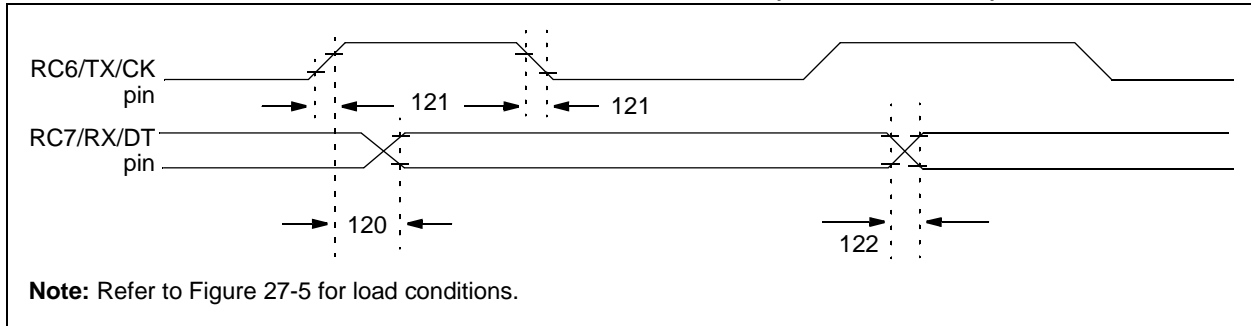 RC6/TX/CK
pin
121
121
RC7/RX/DT
pin
120
122
Note: Refer to Figure 27-5 for load conditions.